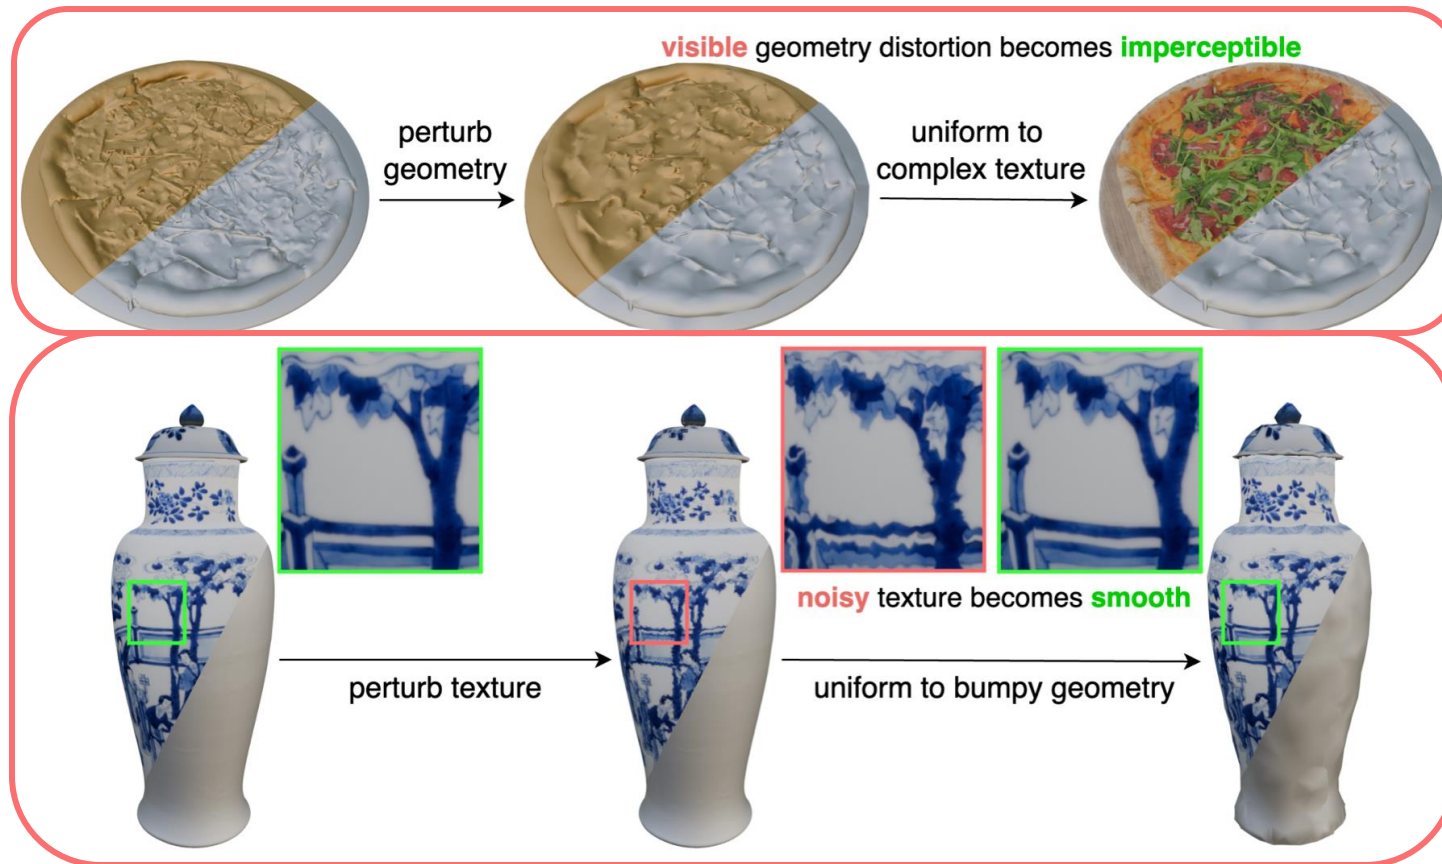 visible geometry distortion becomes imperceptible
perturb
geometry
uniform to
complex texture
noisy texture becomes smooth
perturb texture
uniform to bumpy geometry